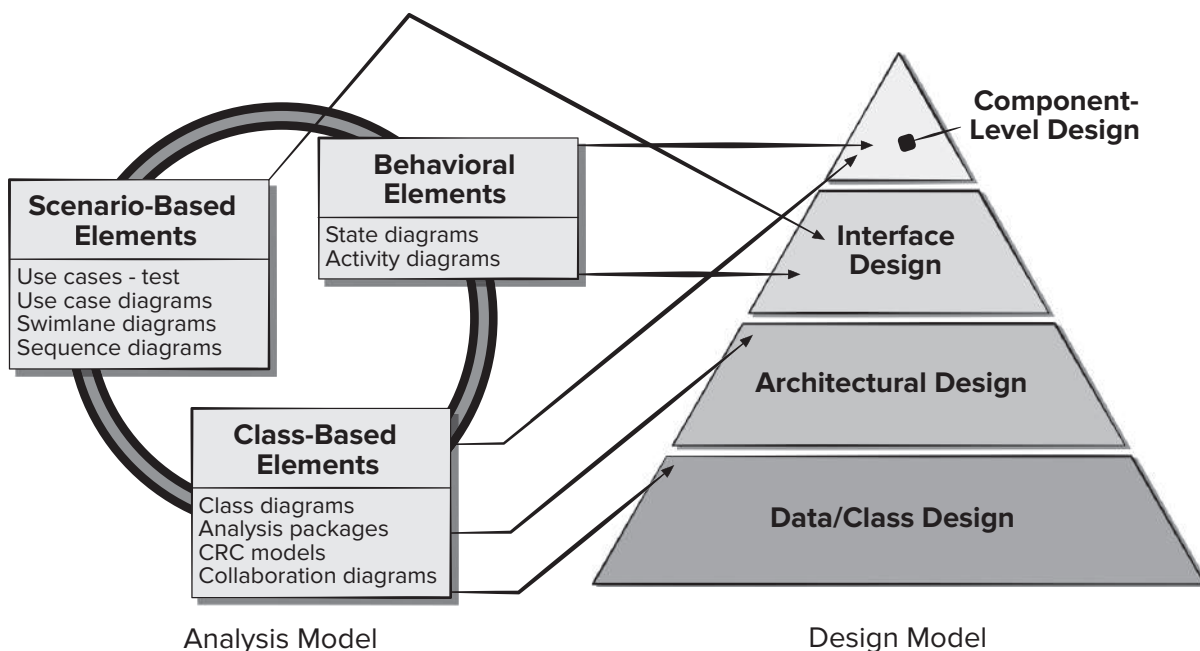 Scenario-Based
Elements
Use cases - test
Use case diagrams
Swimlane diagrams
Sequence diagrams
Behavioral
Elements
State diagrams
Activity diagrams
Class-Based
Elements
Class diagrams
Analysis packages
CRC models
Collaboration diagrams
Analysis Model
Component-
Level Design
Interface
Design
Architectural Design
Data/Class Design
Design Model